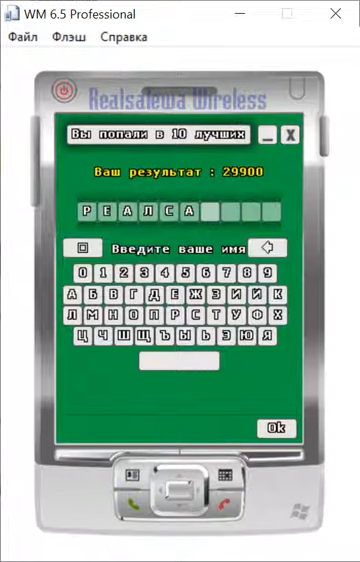 WM 6.5 Professional
Файл Флэш Справка
Realsalewa Wireless
Вы попали в 10 лучших
Ваш результат : 29900
РЕАЛСА
Введите ваше имя
0 1 2 3 4 5 6 7 8 9
А Б В Г Д Е Ж З И Й К
Л М Н О П Р С Т У Ф Х
Ц Ч Ш Щ Ъ Ы Ь Э Ю Я
Ok